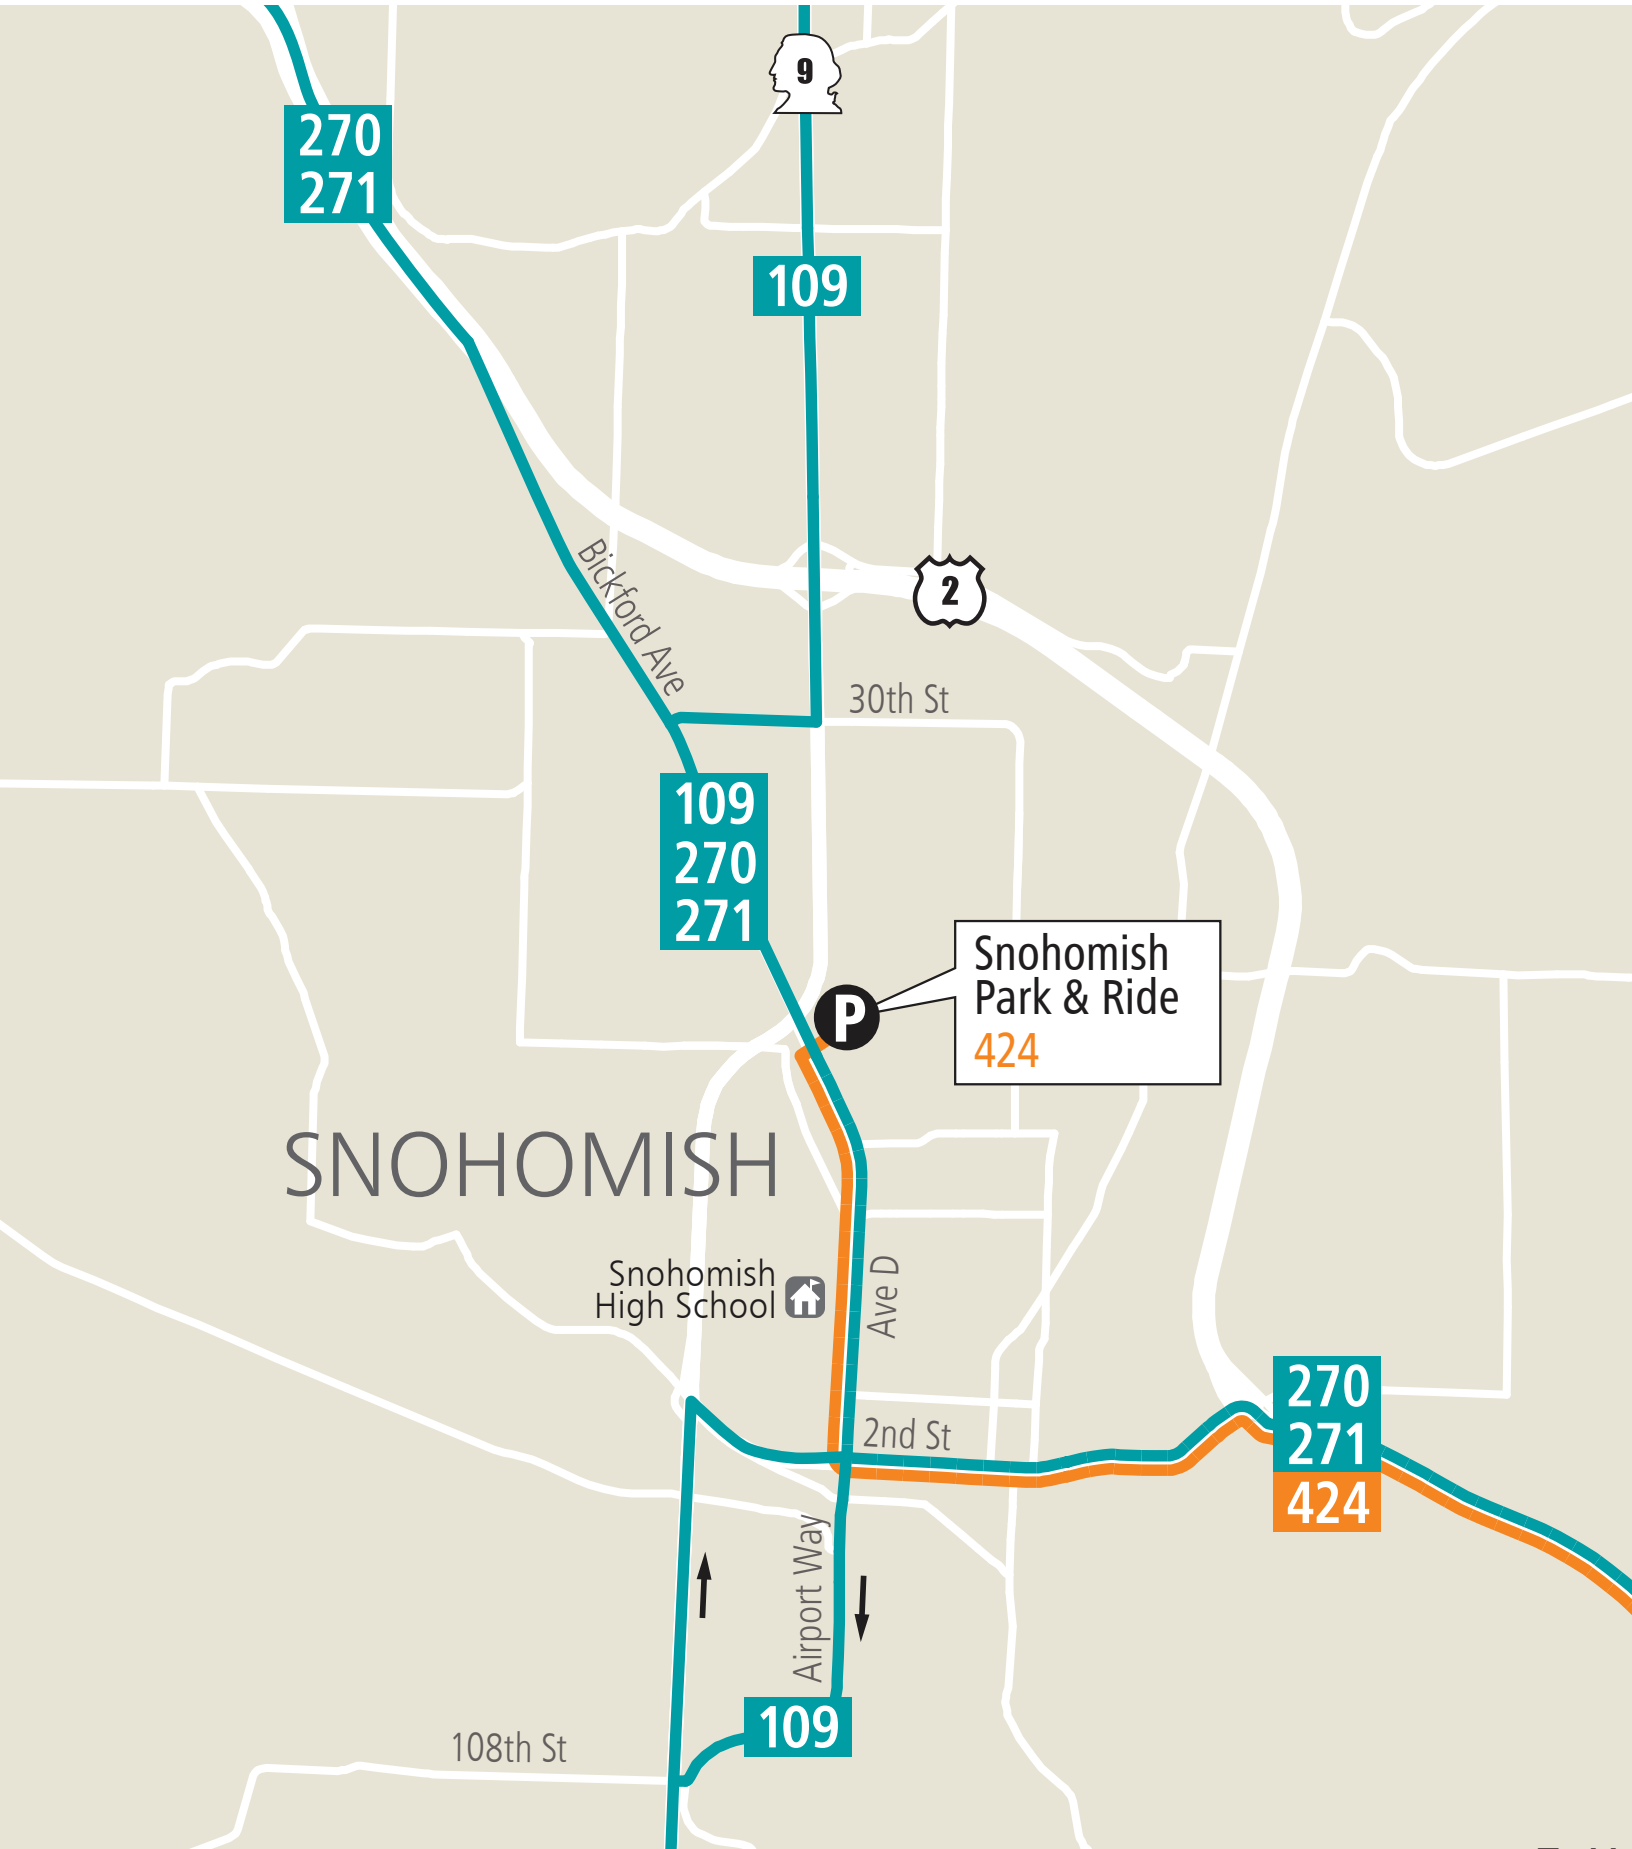 9
270
271
109
Bickford Ave
2
30th St
109
270
271
Snohomish
Park & Ride
424
P
SNOHOMISH
Snohomish
High School
Ave D
270
271
424
2nd St
Airport Way
109
108th St